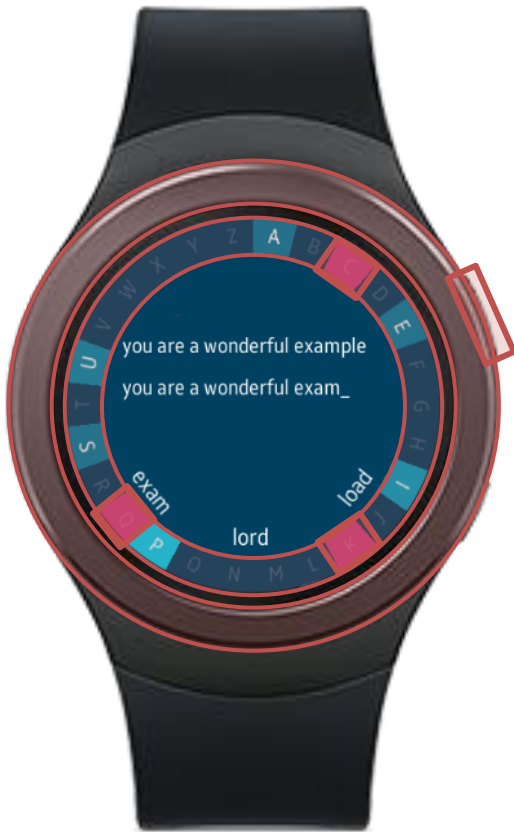 A B C D E F G H I J K L M N O P Q R S T U V W X Y Z
you are a wonderful example
you are a wonderful exam_
exam
lord
load